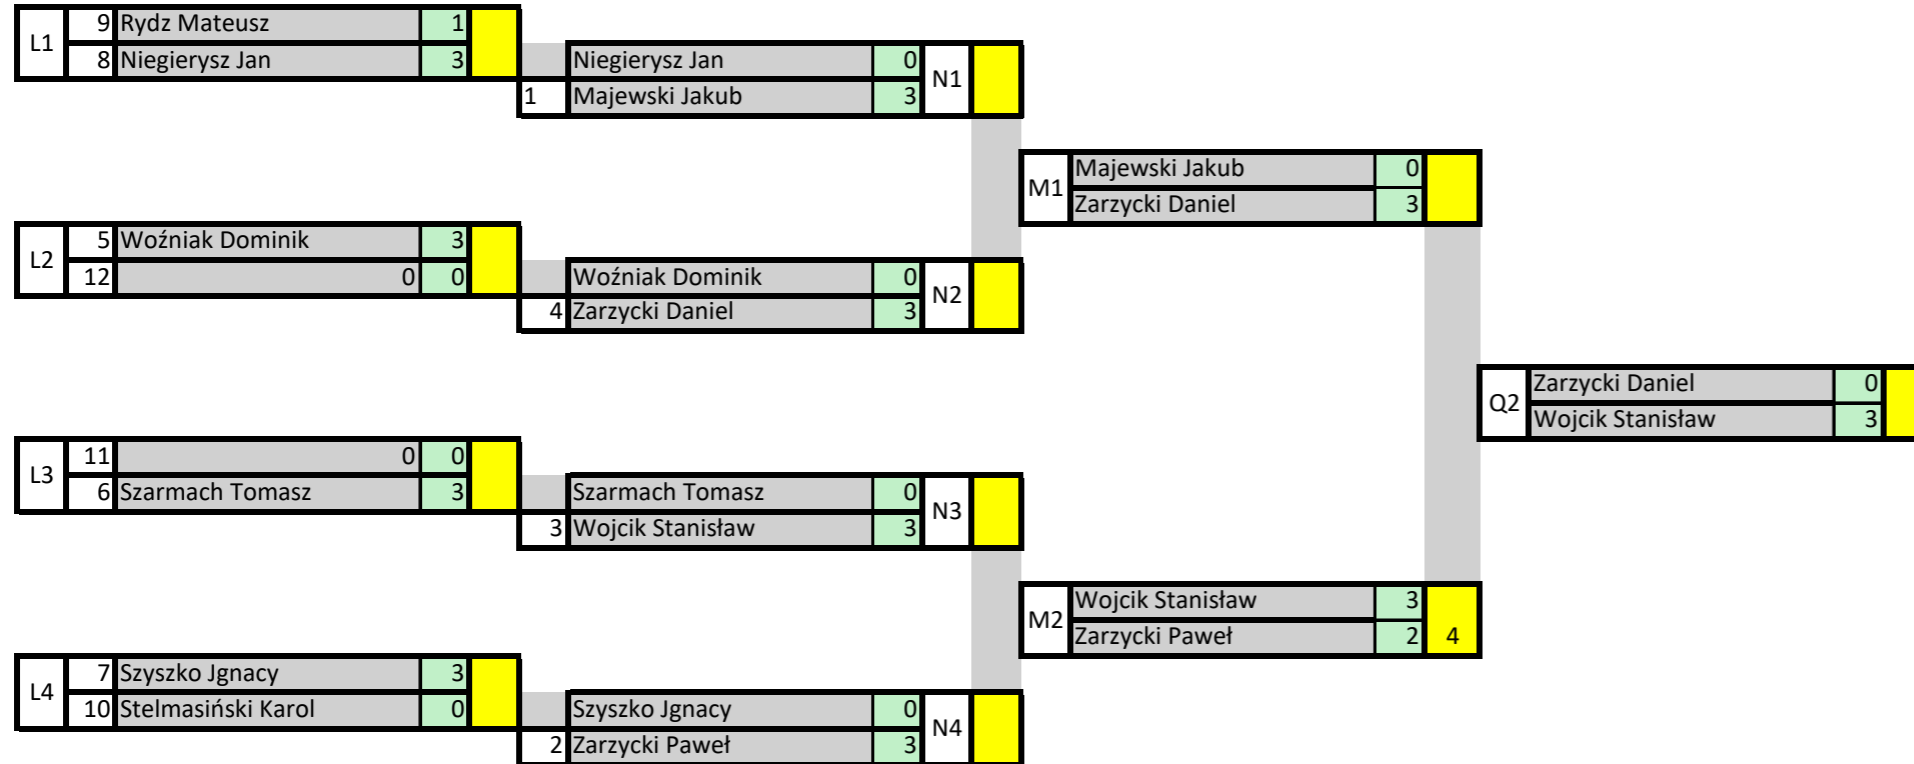 L1 9 Rydz Mateusz 1
8 Niegierysz Jan 3
Niegierysz Jan 0 N1
1 Majewski Jakub 3
M1 Majewski Jakub 0
Zarzycki Daniel 3
L2 5 Woźniak Dominik 3
12 0 0
Woźniak Dominik 0 N2
4 Zarzycki Daniel 3
Q2 Zarzycki Daniel 0
Wojcik Stanisław 3
L3 11 0 0
6 Szarmach Tomasz 3
Szarmach Tomasz 0 N3
3 Wojcik Stanisław 3
M2 Wojcik Stanisław 3
Zarzycki Paweł 2 4
L4 7 Szyszko Jgnacy 3
10 Stelmasiński Karol 0
Szyszko Jgnacy 0 N4
2 Zarzycki Paweł 3